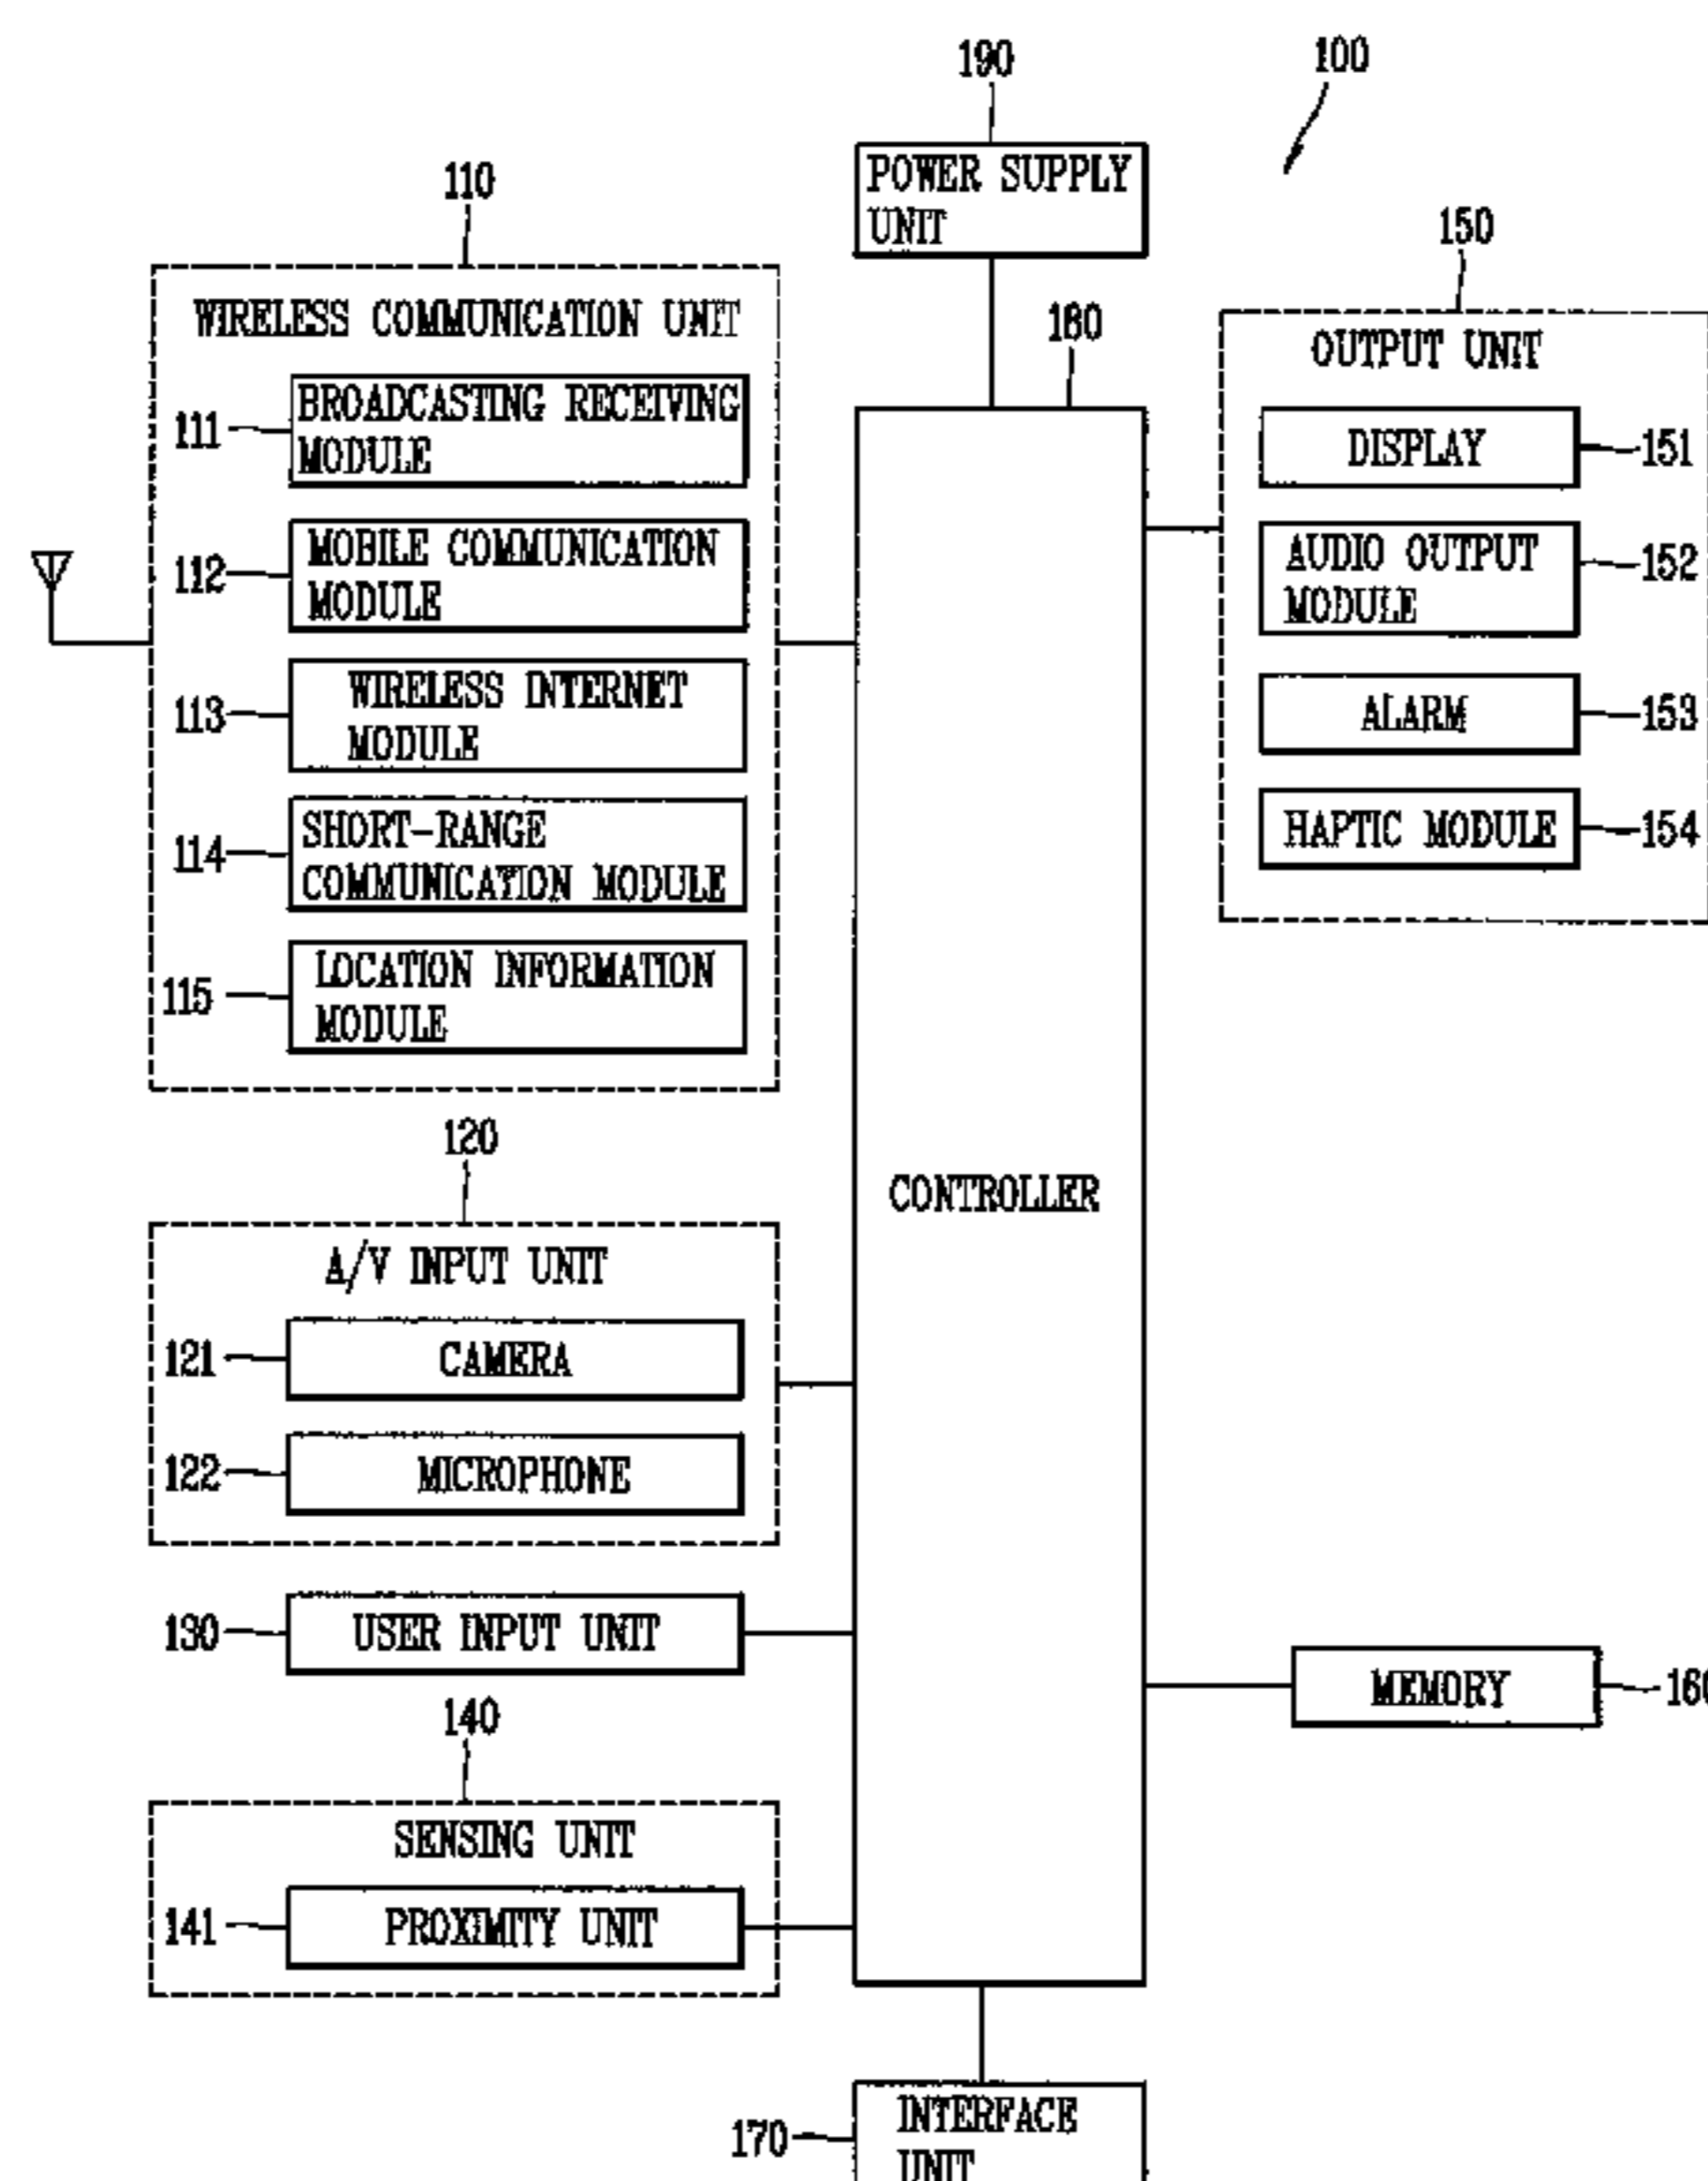 190
100
POWER SUPPLY
UNIT
110
150
WIRELESS COMMUNICATION UNIT
180
OUTPUT UNIT
111
BROADCASTING RECEIVING
MODULE
DISPLAY
151
112
MOBILE COMMUNICATION
MODULE
AUDIO OUTPUT
MODULE
152
113
WIRELESS INTERNET
MODULE
ALARM
153
114
SHORT-RANGE
COMMUNICATION MODULE
HAPTIC MODULE
154
115
LOCATION INFORMATION
MODULE
120
CONTROLLER
A/V INPUT UNIT
121
CAMERA
122
MICROPHONE
130
USER INPUT UNIT
MEMORY
160
140
SENSING UNIT
141
PROXIMITY UNIT
170
INTERFACE
UNIT